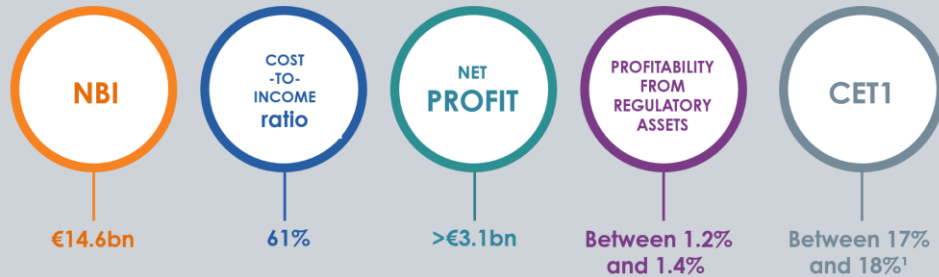 NBI
COST
-TO-
INCOME
ratio
NET
PROFIT
PROFITABILITY
FROM
REGULATORY
ASSETS
CET1
€14.6bn
61%
>€3.1bn
Between 1.2%
and 1.4%
Between 17%
and 18%¹